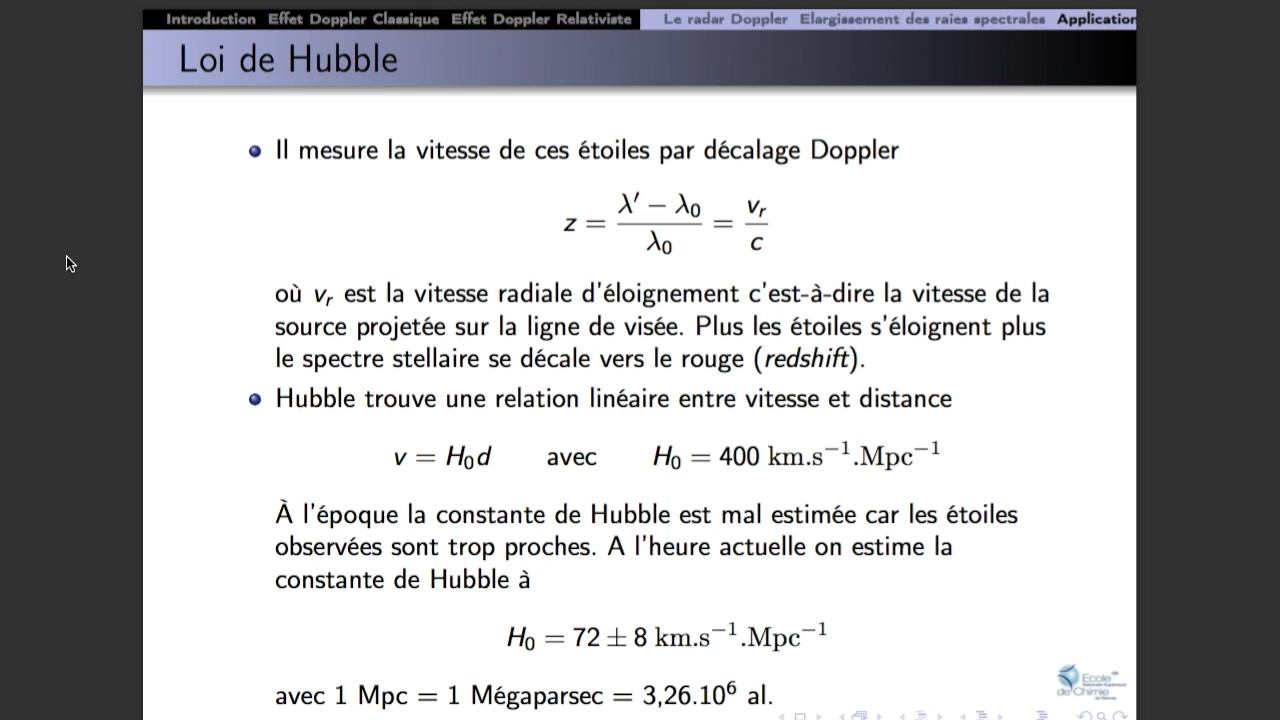 Introduction Effet Doppler Classique Effet Doppler Relativiste Le radar Doppler Elargissement des raies spectrales Application
Loi de Hubble
Il mesure la vitesse de ces étoiles par décalage Doppler
z = (λ′ − λ₀)/λ₀ = vᵣ/c
où vᵣ est la vitesse radiale d'éloignement c'est-à-dire la vitesse de la
source projetée sur la ligne de visée. Plus les étoiles s'éloignent plus
le spectre stellaire se décale vers le rouge (redshift).
Hubble trouve une relation linéaire entre vitesse et distance
v = H₀d avec H₀ = 400 km.s⁻¹.Mpc⁻¹
À l'époque la constante de Hubble est mal estimée car les étoiles
observées sont trop proches. A l'heure actuelle on estime la
constante de Hubble à
H₀ = 72 ± 8 km.s⁻¹.Mpc⁻¹
avec 1 Mpc = 1 Mégaparsec = 3,26.10⁶ al.
Ecole
de Chimie